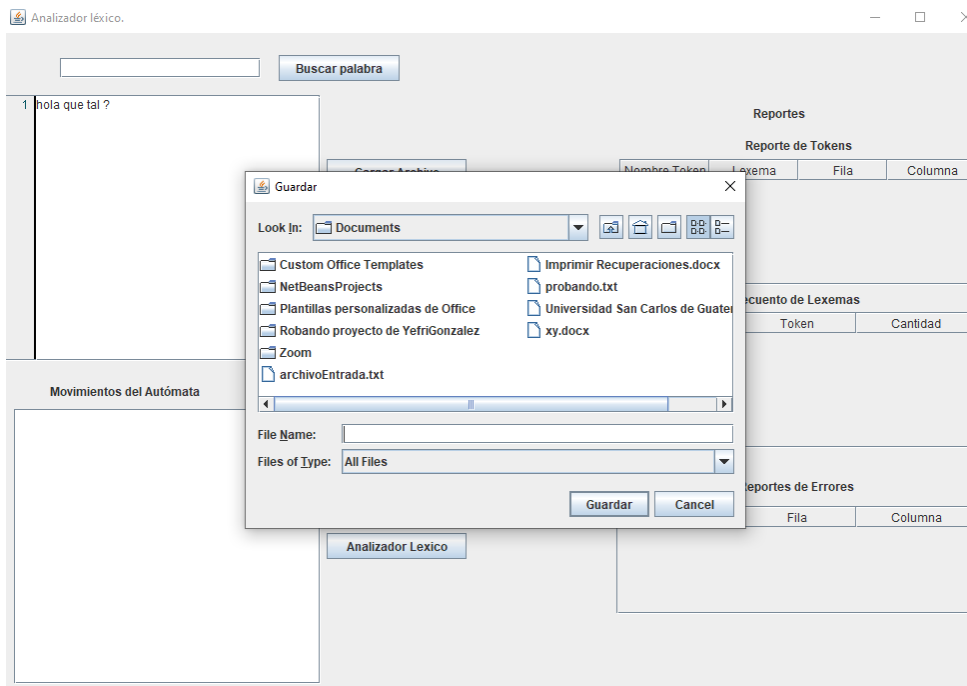 Analizador léxico.
Buscar palabra
1 hola que tal ?
Reportes
Reporte de Tokens
Nombre Token Lexema Fila Columna
Guardar
Look In: Documents
Custom Office Templates
NetBeansProjects
Plantillas personalizadas de Office
Robando proyecto de YefriGonzalez
Zoom
archivoEntrada.txt
Imprimir Recuperaciones.docx
probando.txt
Universidad San Carlos de Guater
xy.docx
File Name:
Files of Type: All Files
Guardar Cancel
ecuento de Lexemas
Token Cantidad
Movimientos del Autómata
eportes de Errores
Fila Columna
Analizador Lexico